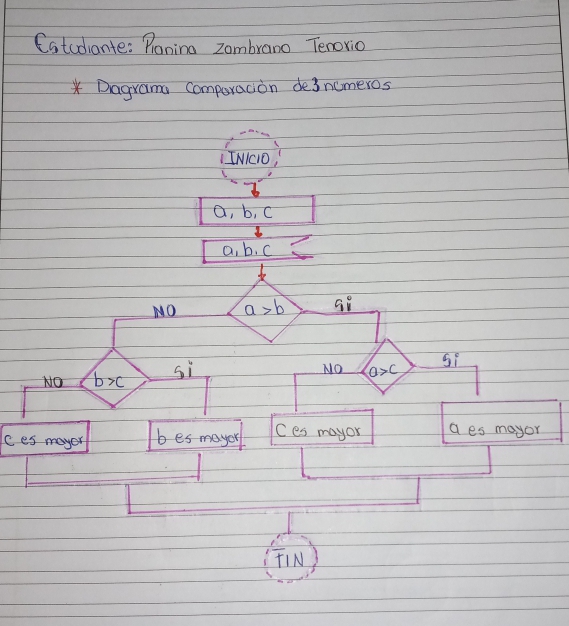 Estudiante: Pianina Zambrano Tenorio
* Diagrama Comparación de 3 números
INICIO
a, b, c
a, b, c
a > b
NO
Si
b > c
NO
Si
a > c
NO
Si
C es mayor
b es mayor
C es mayor
a es mayor
FIN